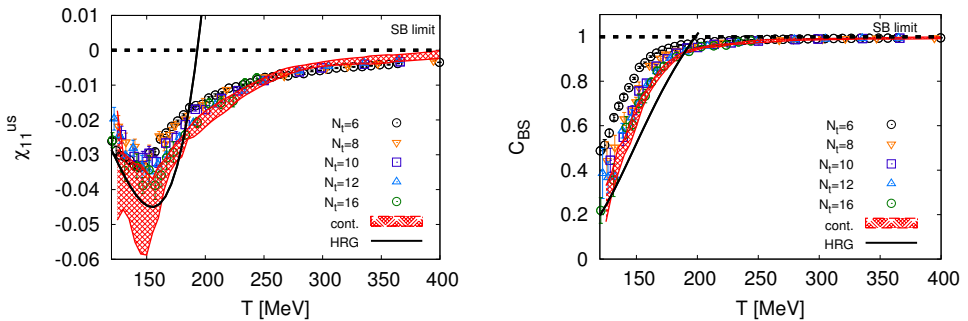 0.01
0
-0.01
-0.02
-0.03
-0.04
-0.05
-0.06
χ₁₁ᵘˢ
SB limit
Nt=6
Nt=8
Nt=10
Nt=12
Nt=16
cont.
HRG
150 200 250 300 350 400
T [MeV]
1
0.8
0.6
0.4
0.2
0
C_BS
SB limit
Nt=6
Nt=8
Nt=10
Nt=12
Nt=16
cont.
HRG
150 200 250 300 350 400
T [MeV]